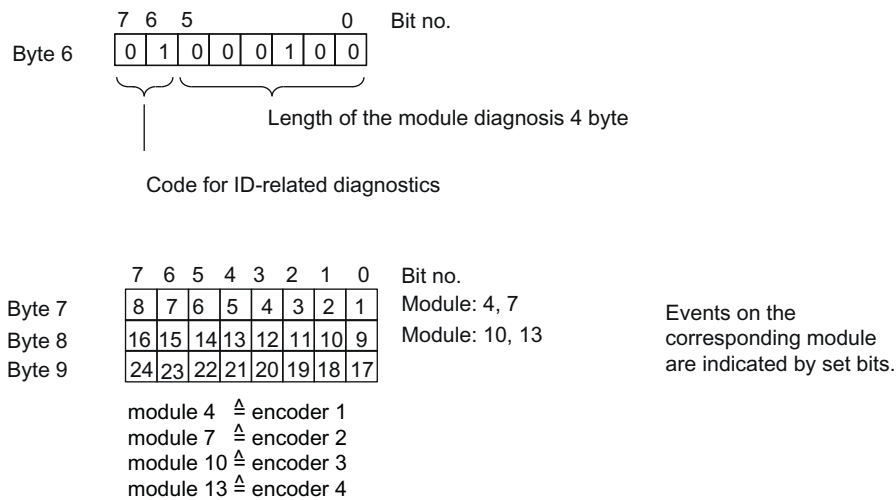 7 6 5 0 Bit no.
Byte 6 0 1 0 0 0 1 0 0
Length of the module diagnosis 4 byte
Code for ID-related diagnostics
7 6 5 4 3 2 1 0 Bit no.
Byte 7 8 7 6 5 4 3 2 1 Module: 4, 7
Byte 8 16 15 14 13 12 11 10 9 Module: 10, 13
Byte 9 24 23 22 21 20 19 18 17
Events on the
corresponding module
are indicated by set bits.
module 4 ≙ encoder 1
module 7 ≙ encoder 2
module 10 ≙ encoder 3
module 13 ≙ encoder 4